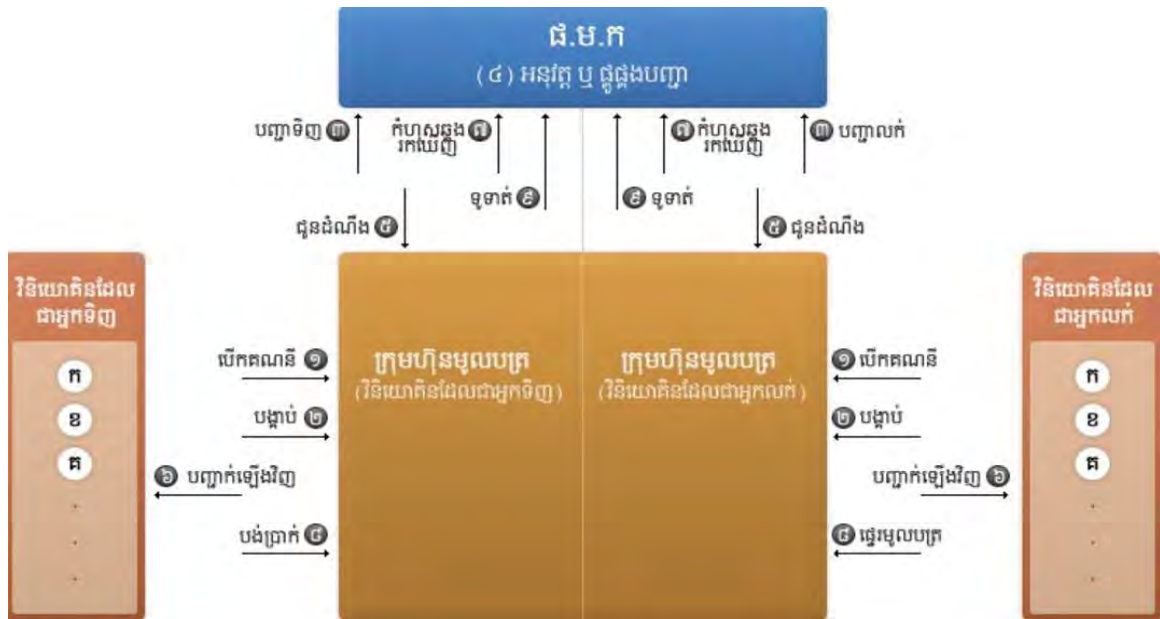 ផ.ម.ក
(៤) អនុវត្ត ឬ ផ្គូផ្គងបញ្ជា
បញ្ជាទិញ ៣
កំហុសឆ្គង ៧
រកឃើញ
៧ កំហុសឆ្គង
រកឃើញ
៣ បញ្ជាលក់
ទូទាត់ ៩
៩ ទូទាត់
ជូនដំណឹង ៥
៥ ជូនដំណឹង
វិនិយោគិនដែល
ជាអ្នកទិញ
ក
ខ
គ
បើកគណនី ១
បង្គាប់ ២
៦ បញ្ជាក់ឡើងវិញ
បង់ប្រាក់ ៨
ក្រុមហ៊ុនមូលបត្រ
(វិនិយោគិនដែលជាអ្នកទិញ)
ក្រុមហ៊ុនមូលបត្រ
(វិនិយោគិនដែលជាអ្នកលក់)
១ បើកគណនី
២ បង្គាប់
បញ្ជាក់ឡើងវិញ ៦
៨ ផ្ទេរមូលបត្រ
វិនិយោគិនដែល
ជាអ្នកលក់
ក
ខ
គ